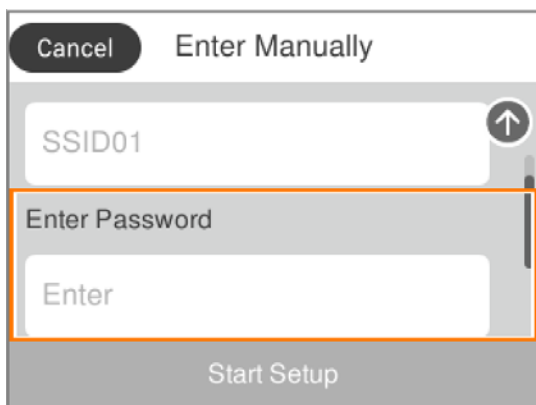 Cancel Enter Manually
SSID01
Enter Password
Enter
Start Setup